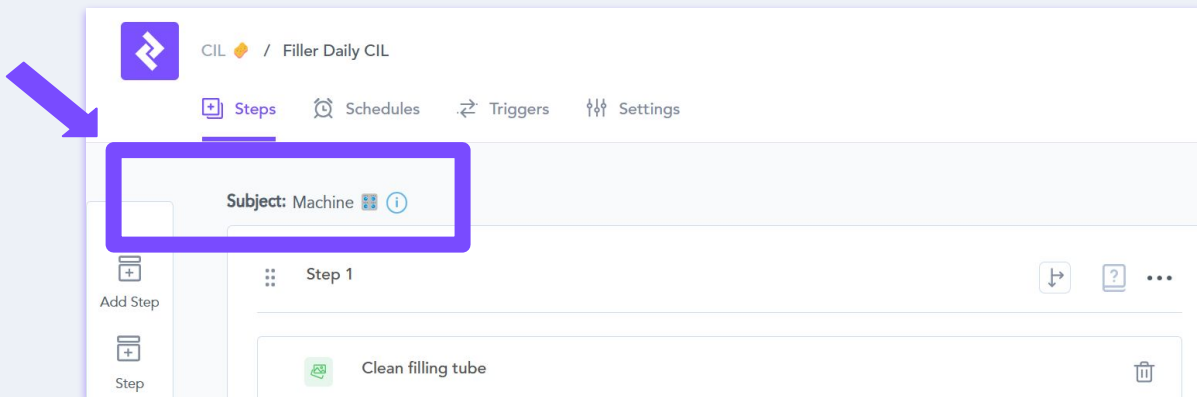 CIL / Filler Daily CIL
Steps Schedules Triggers Settings
Subject: Machine
Step 1
Add Step
Clean filling tube
Step